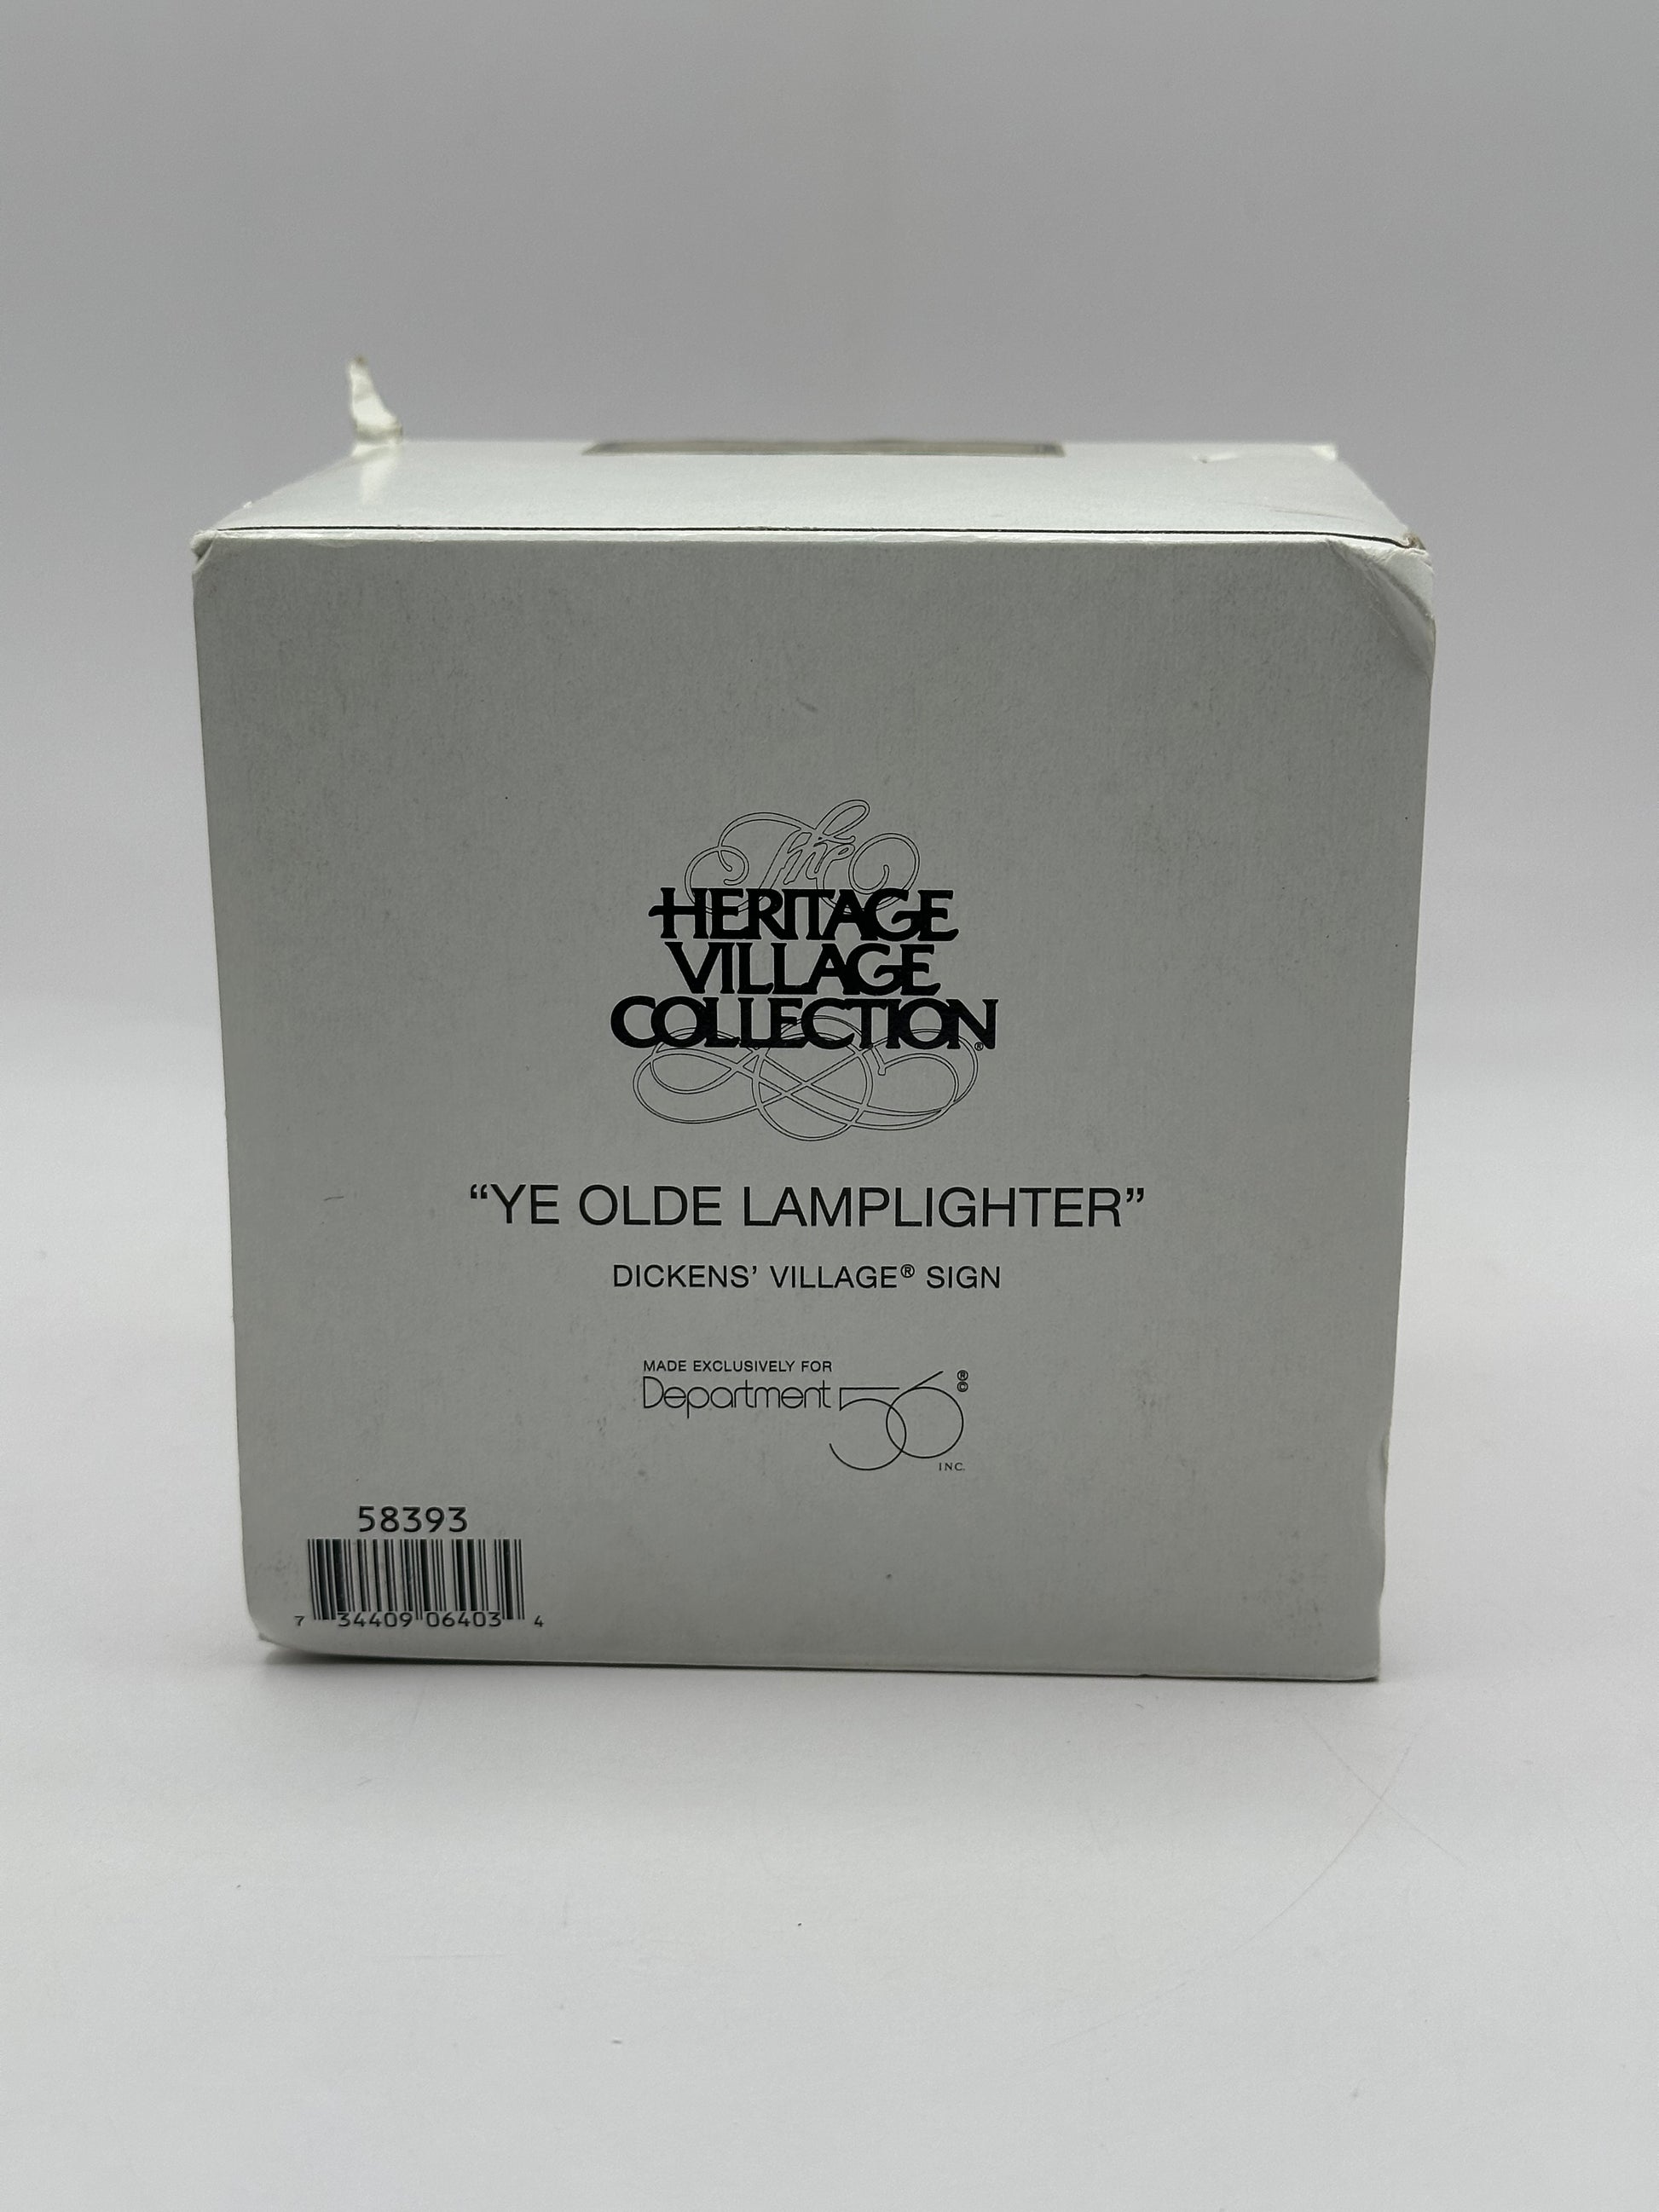 The
HERITAGE
VILLAGE
COLLECTION®
“YE OLDE LAMPLIGHTER”
DICKENS’ VILLAGE® SIGN
MADE EXCLUSIVELY FOR
Department 56 ®©
INC.
58393
7 34409 06403 4